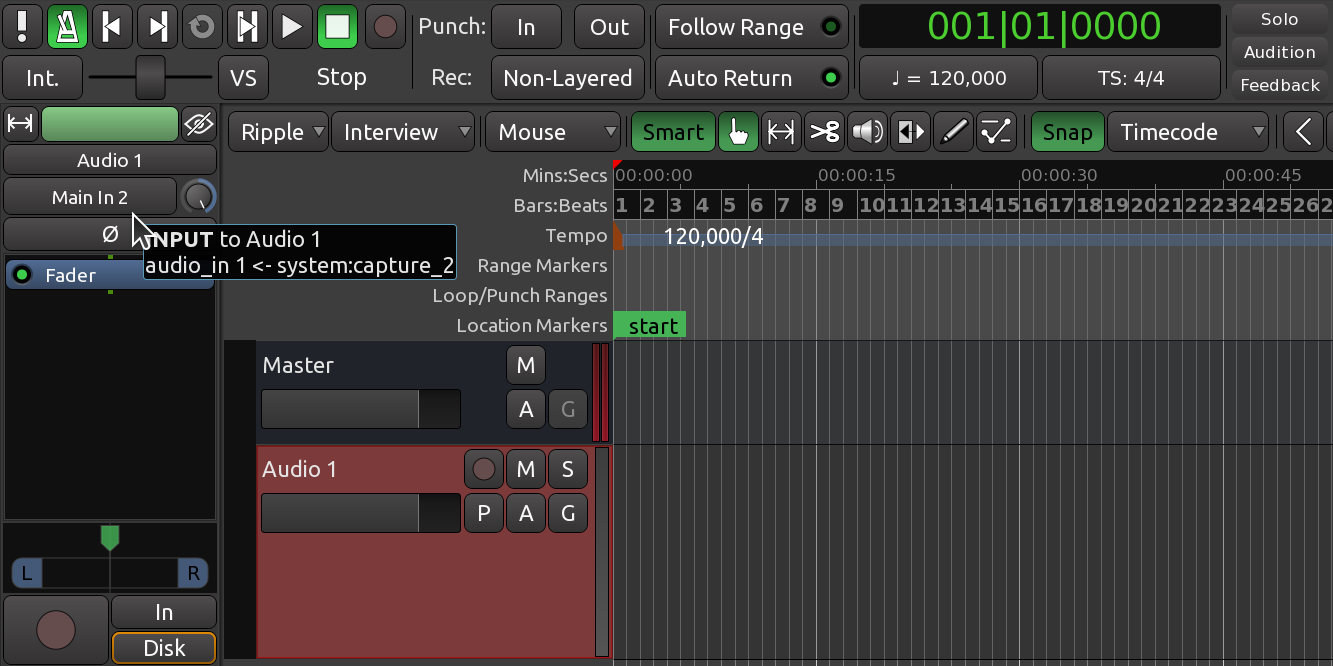 Punch: In Out Follow Range 001|01|0000 Solo
Int. VS Stop Rec: Non-Layered Auto Return ♩ = 120,000 TS: 4/4 Audition
Feedback
Ripple Interview Mouse Smart Snap Timecode
Audio 1
Main In 2
Ø
INPUT to Audio 1
audio_in 1 <- system:capture_2
Fader
L R
In
Disk
Mins:Secs 00:00:00:00 00:00:00:15 00:00:00:30 00:00:00:45
Bars:Beats 1 2 3 4 5 6 7 8 9 10 11 12 13 14 15 16 17 18 19 20 21 22 23 24 25 26
Tempo 120,000/4
Range Markers
Loop/Punch Ranges
Location Markers start
Master M
A G
Audio 1 M S
P A G